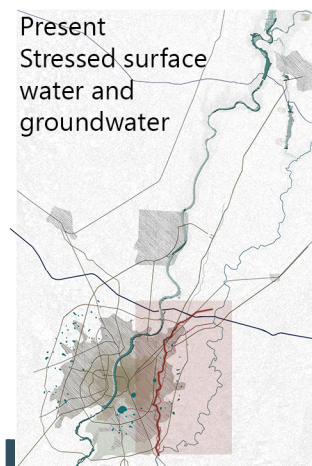 Present
Stressed surface
water and
groundwater